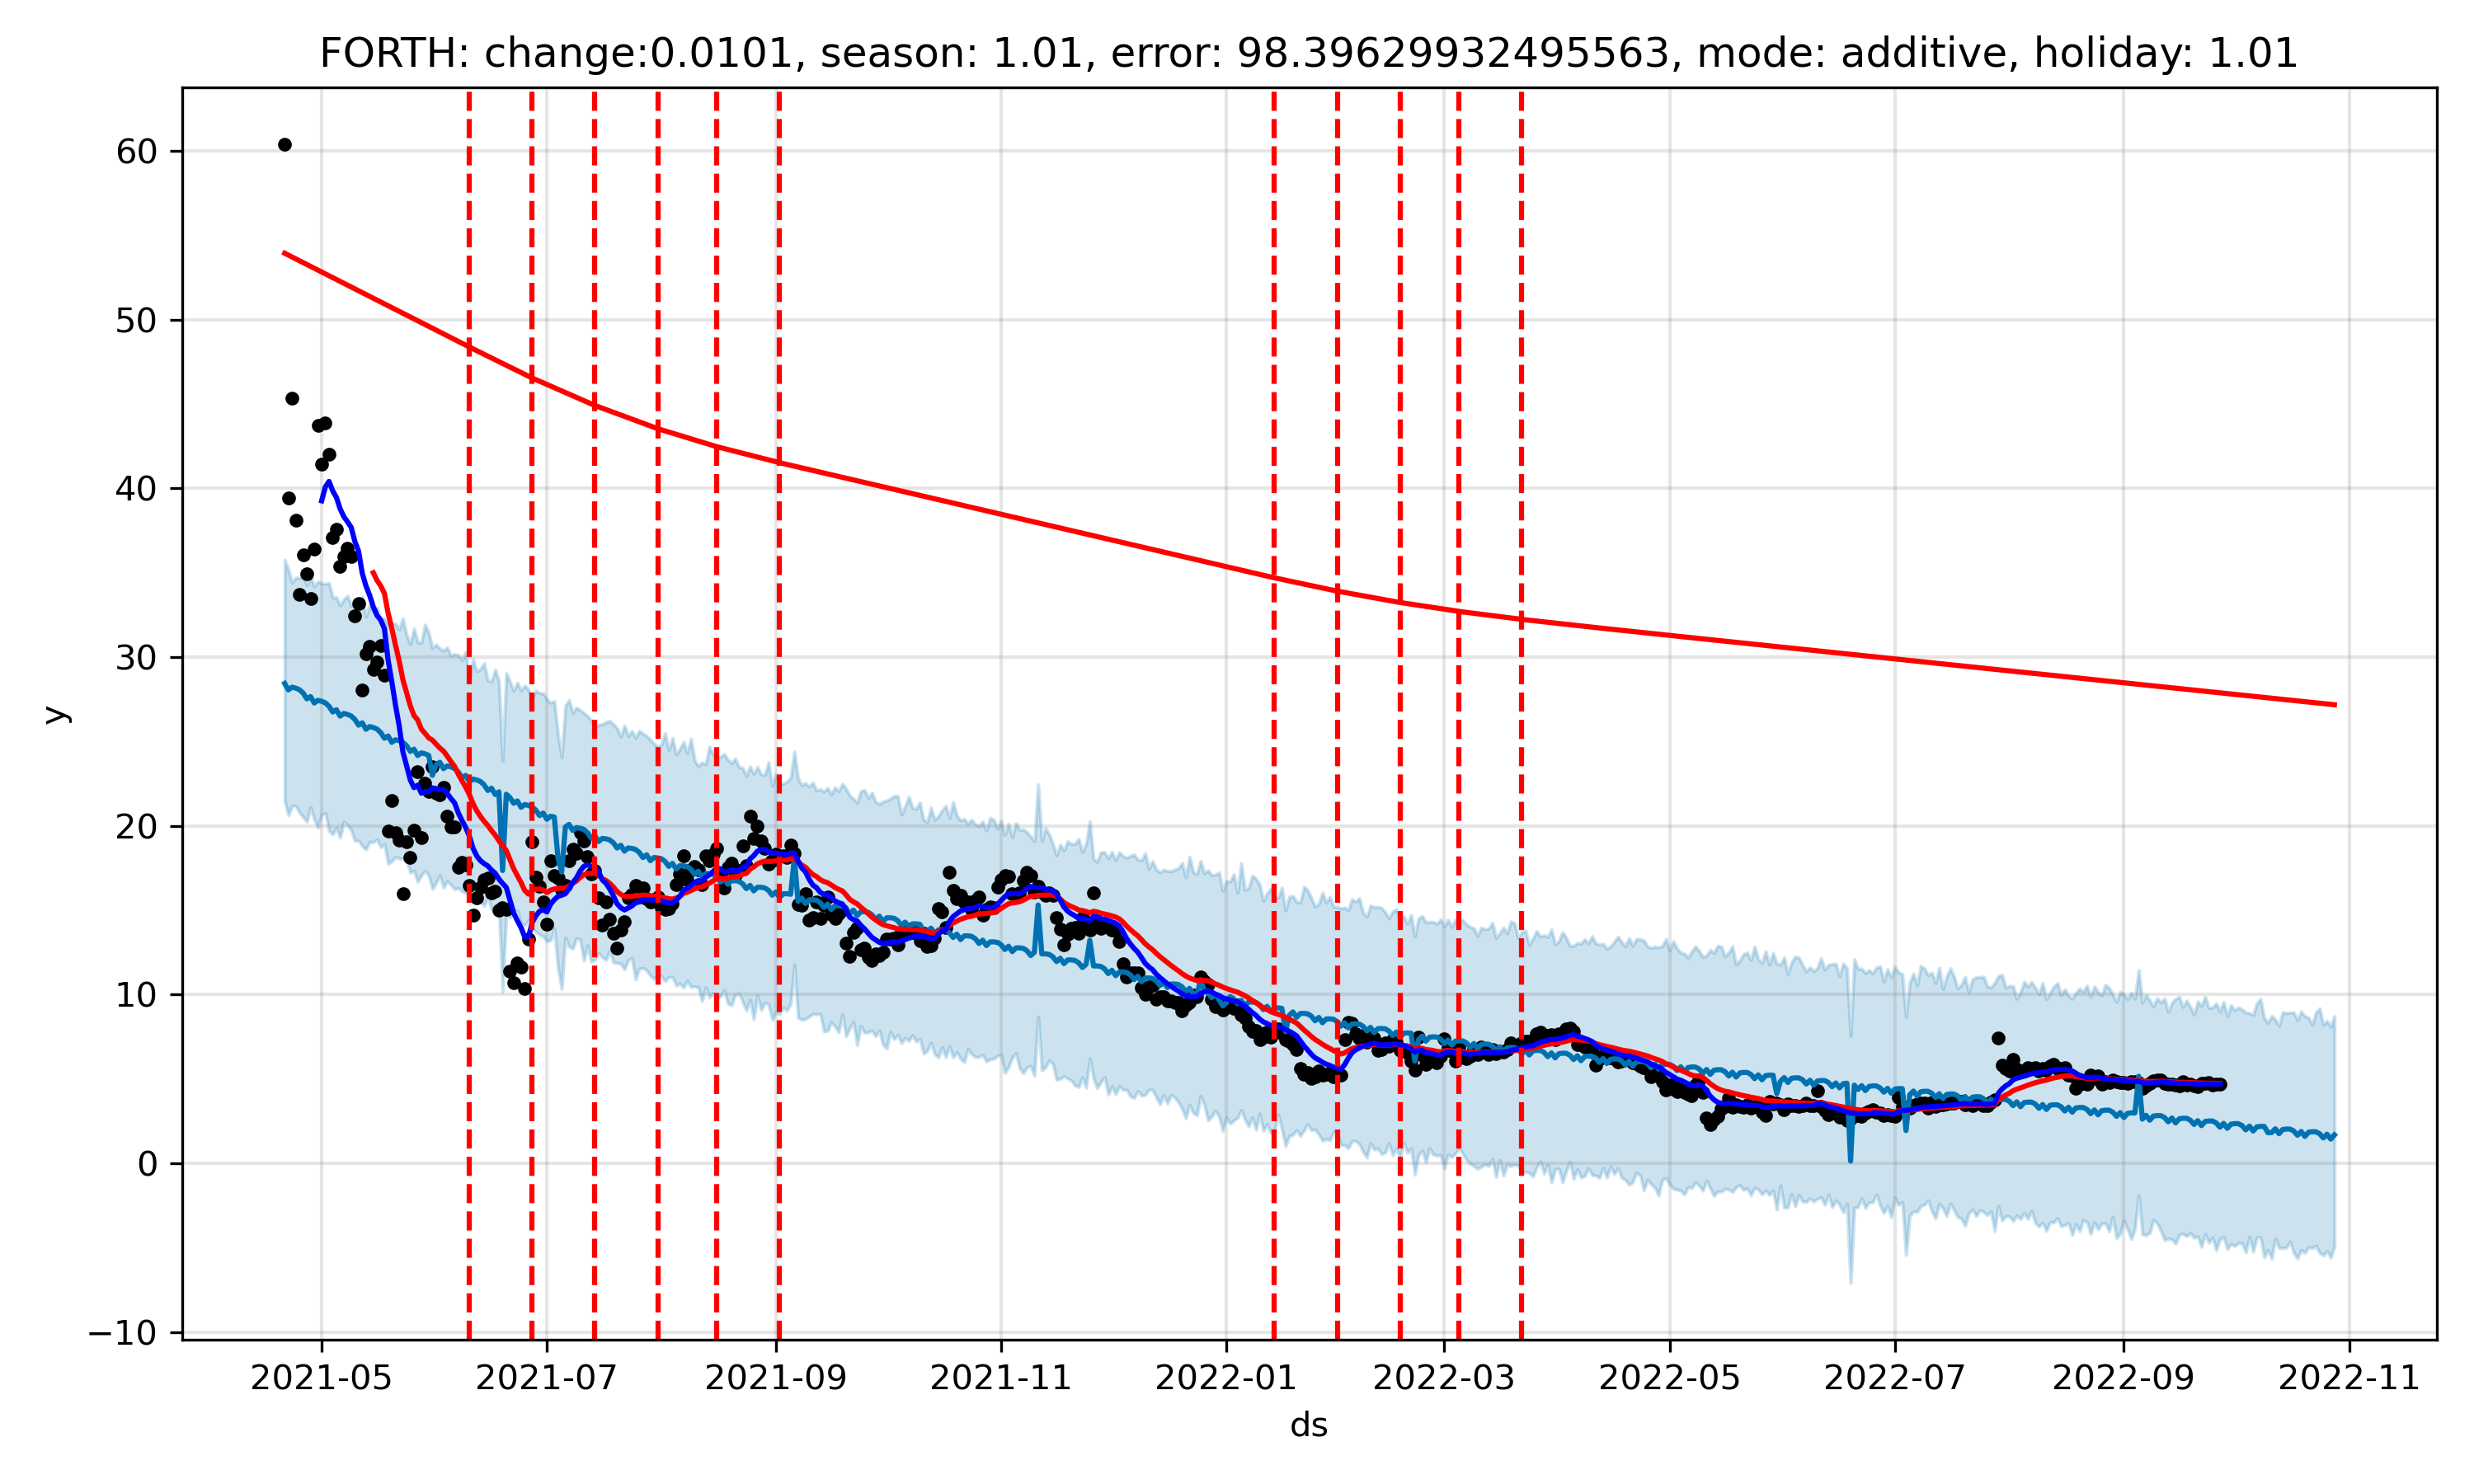 FORTH: change:0.0101, season: 1.01, error: 98.39629932495563, mode: additive, holiday: 1.01
60
50
40
30
20
10
0
−10
y
2021-05 2021-07 2021-09 2021-11 2022-01 2022-03 2022-05 2022-07 2022-09 2022-11
ds